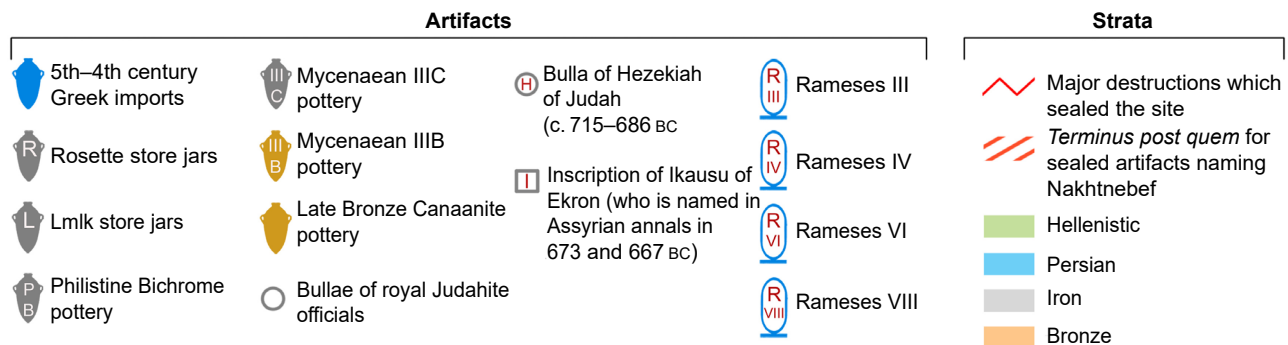 Artifacts
5th–4th century
Greek imports
R
Rosette store jars
L
Lmlk store jars
P
B
Philistine Bichrome
pottery
III
C
Mycenaean IIIC
pottery
III
B
Mycenaean IIIB
pottery
Late Bronze Canaanite
pottery
Bullae of royal Judahite
officials
H
Bulla of Hezekiah
of Judah
(c. 715–686 BC
I
Inscription of Ikausu of
Ekron (who is named in
Assyrian annals in
673 and 667 BC)
R
III
Rameses III
R
IV
Rameses IV
R
VI
Rameses VI
R
VIII
Rameses VIII
Strata
Major destructions which
sealed the site
Terminus post quem for
sealed artifacts naming
Nakhtnebef
Hellenistic
Persian
Iron
Bronze